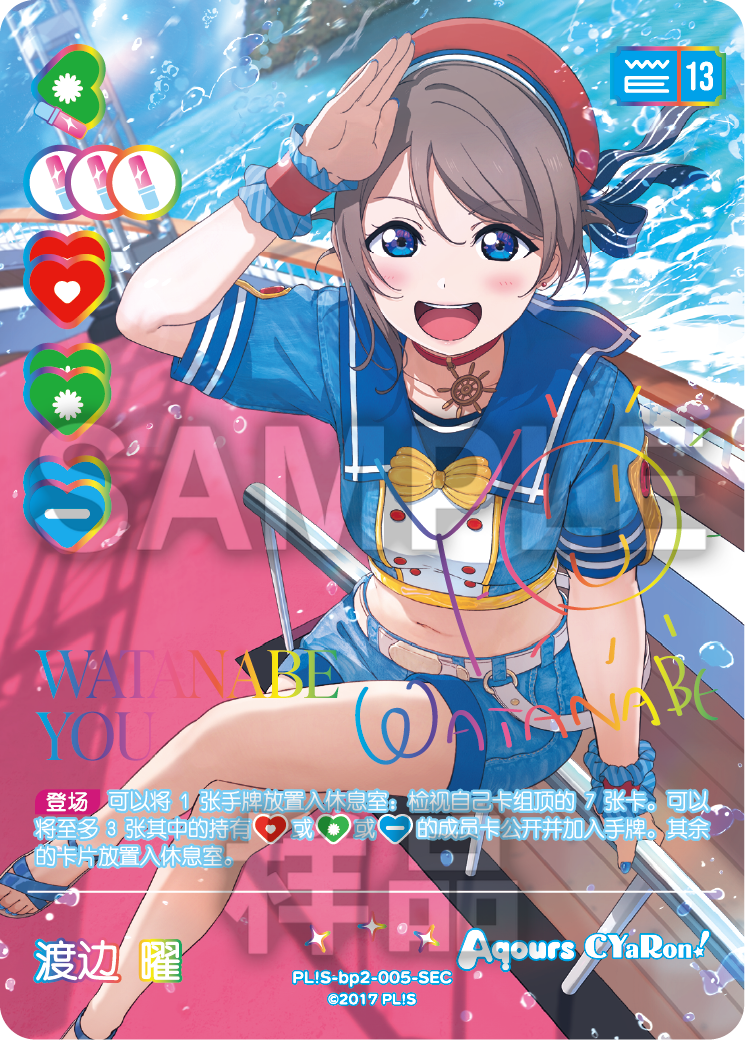 13
SAMPLE
WATANABE
YOU
WATANABE
登场 可以将 1 张手牌放置入休息室：检视自己卡组顶的 7 张卡。可以
将至多 3 张其中的持有 或 或 的成员卡公开并加入手牌。其余
的卡片放置入休息室。
样品
渡边 曜
Aqours CYaRon!
PL!S-bp2-005-SEC
©2017 PL!S